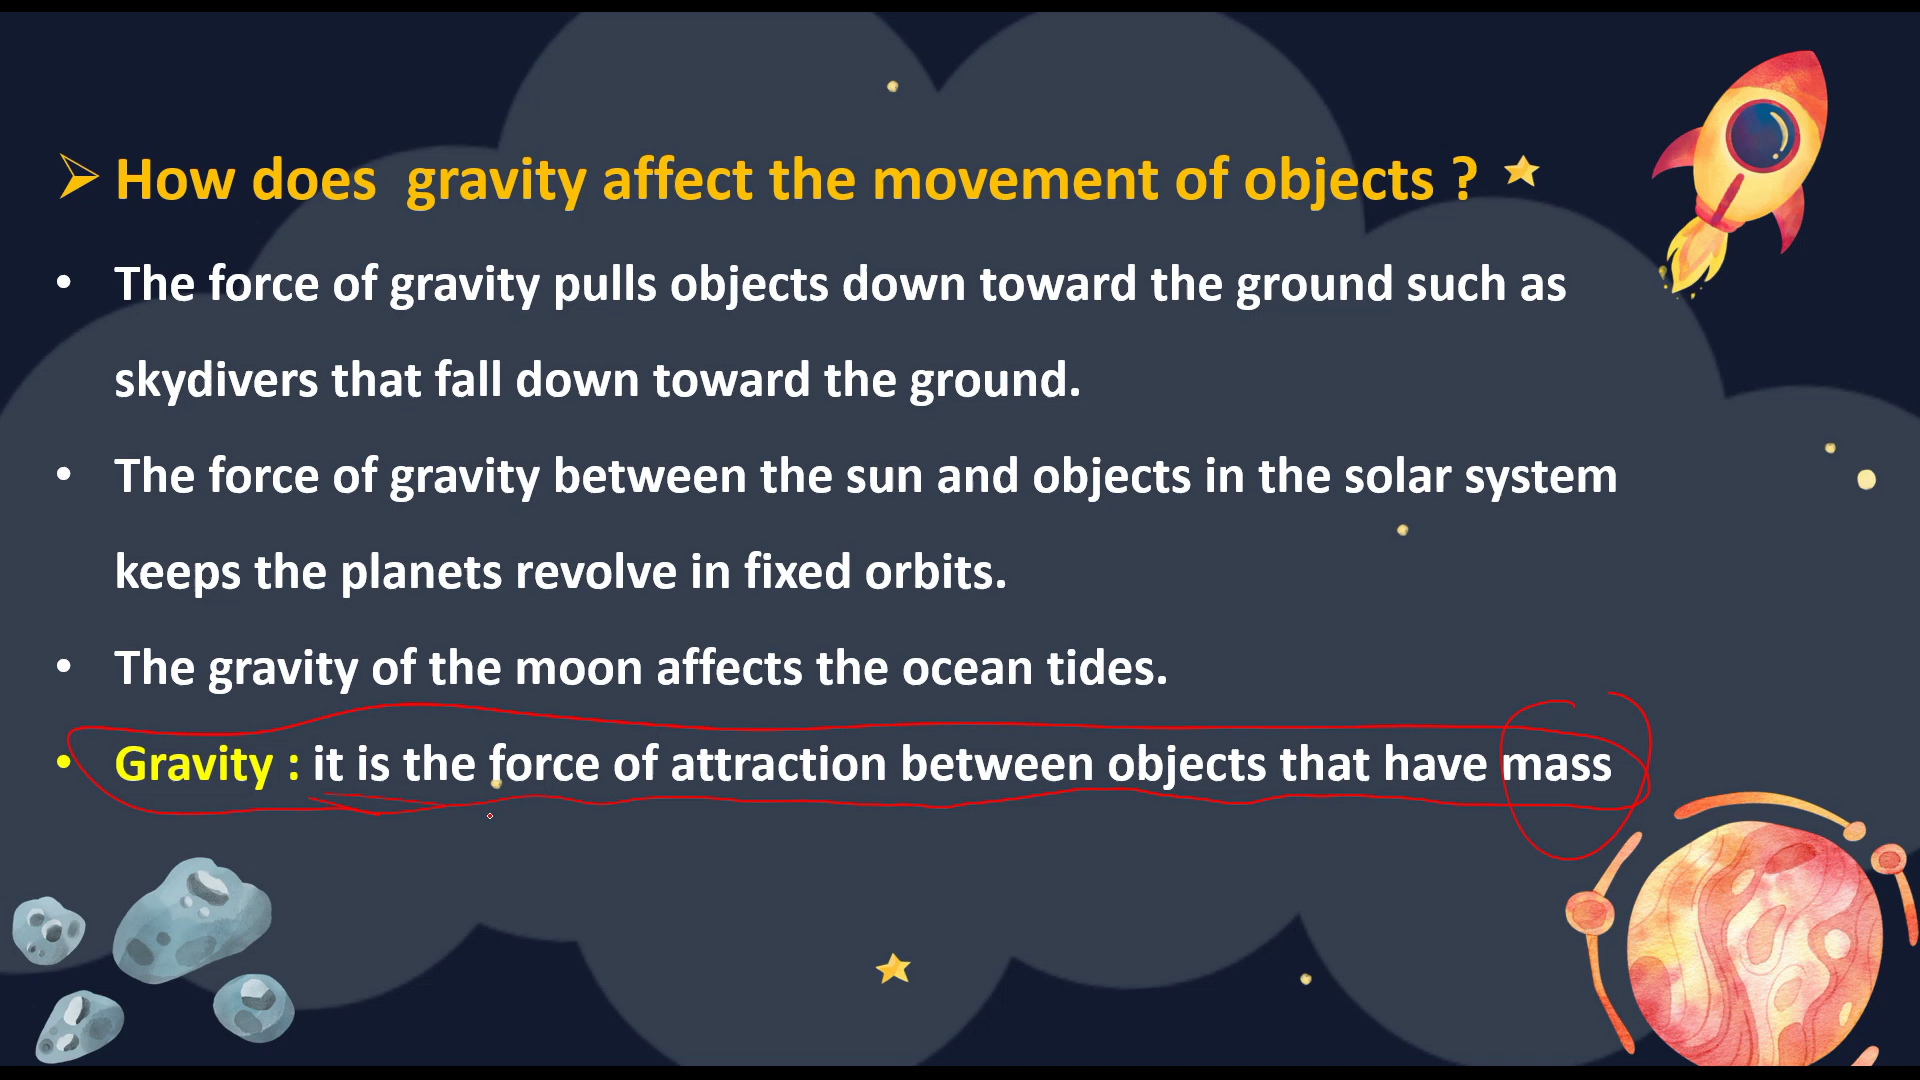 ➢ How does gravity affect the movement of objects ?
• The force of gravity pulls objects down toward the ground such as
skydivers that fall down toward the ground.
• The force of gravity between the sun and objects in the solar system
keeps the planets revolve in fixed orbits.
• The gravity of the moon affects the ocean tides.
• Gravity : it is the force of attraction between objects that have mass